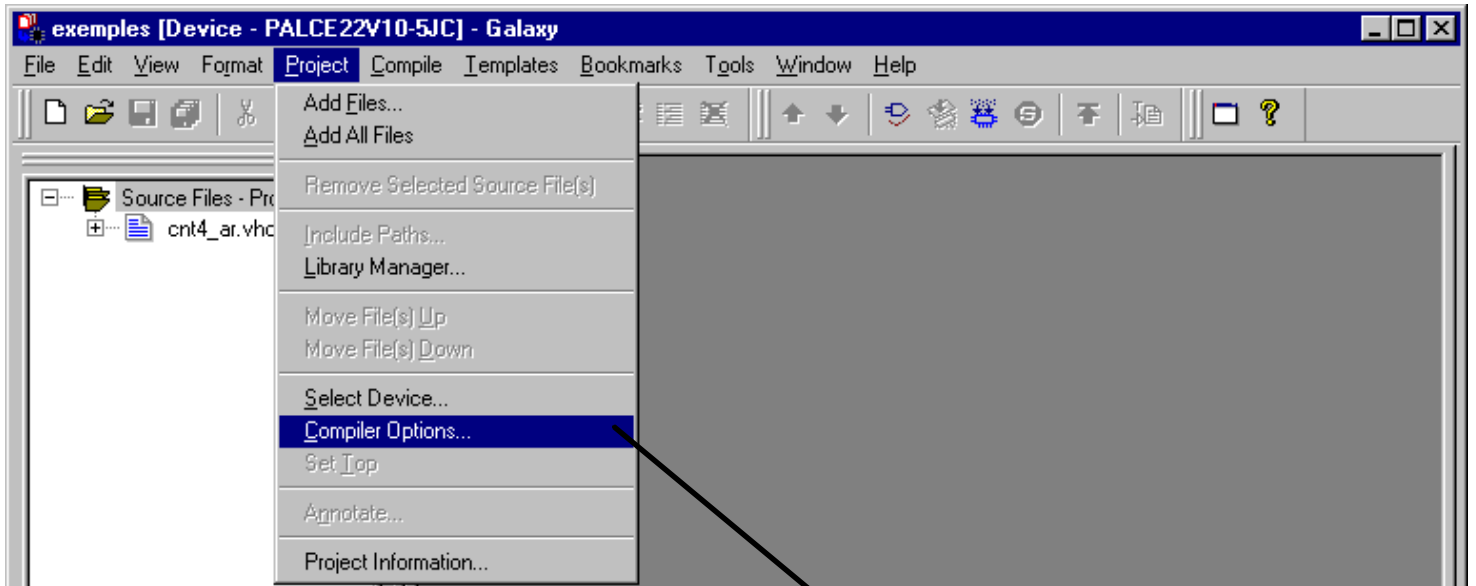 exemples [Device - PALCE22V10-5JC] - Galaxy
File Edit View Format Project Compile Templates Bookmarks Tools Window Help
Add Files...
Add All Files
Remove Selected Source File(s)
Source Files - Pro
cnt4_ar.vhd
Include Paths...
Library Manager...
Move File(s) Up
Move File(s) Down
Select Device...
Compiler Options...
Set Top
Annotate...
Project Information...